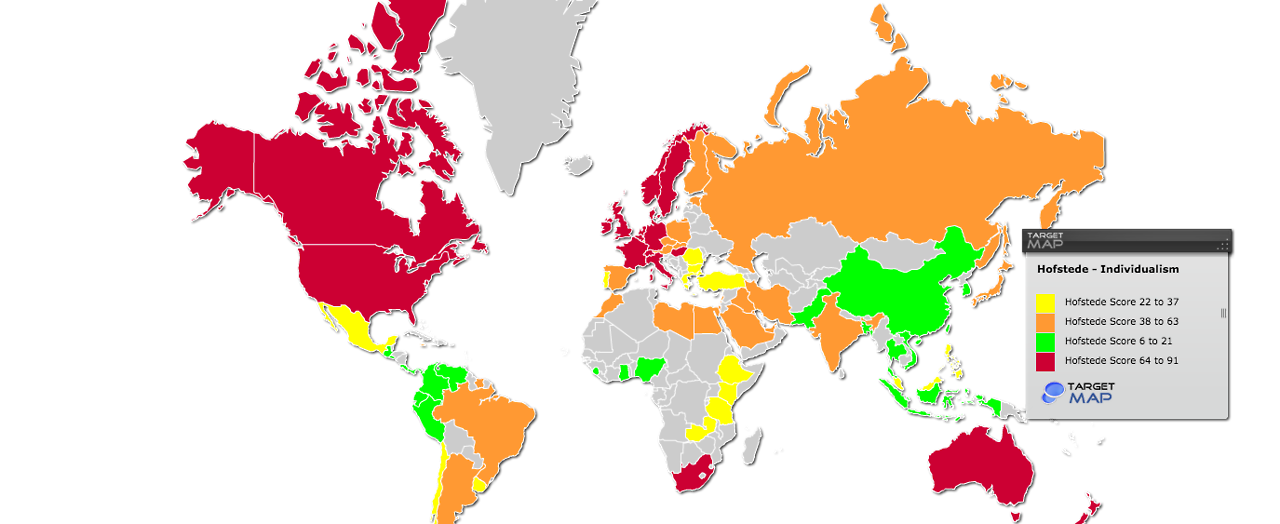 TARGET
MAP
Hofstede - Individualism
Hofstede Score 22 to 37
Hofstede Score 38 to 63
Hofstede Score 6 to 21
Hofstede Score 64 to 91
TARGET
MAP